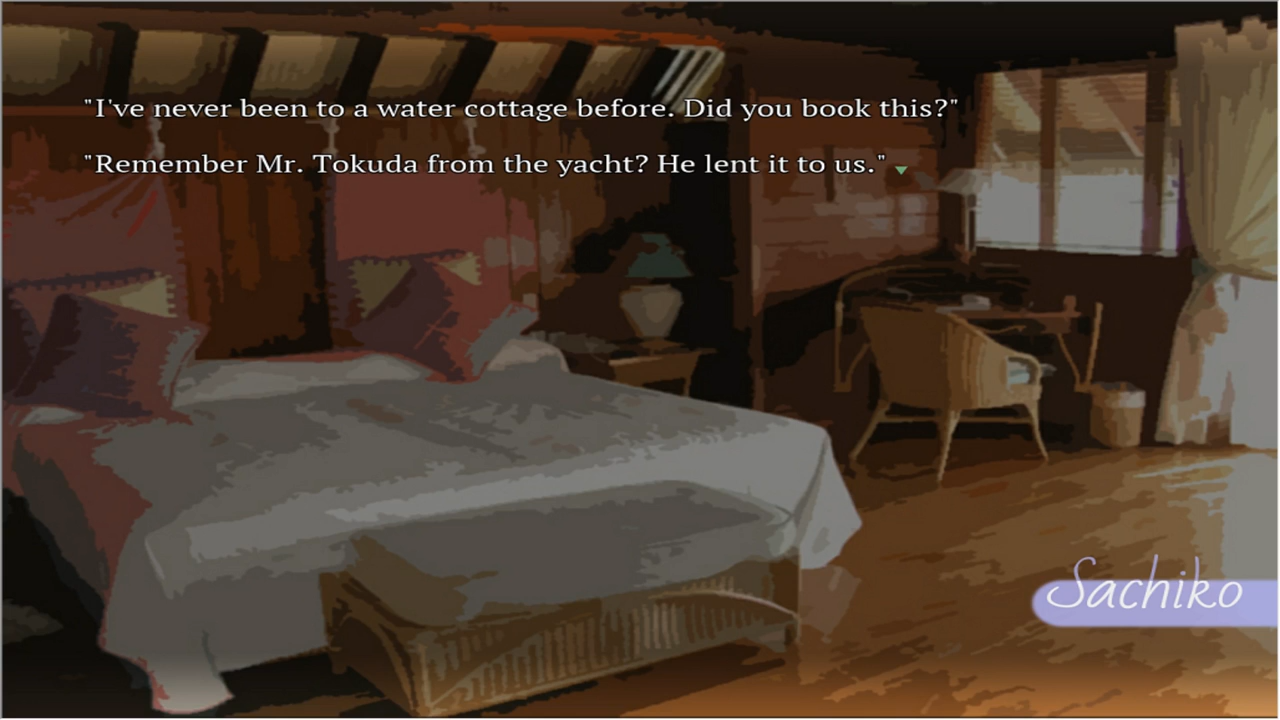 "I've never been to a water cottage before. Did you book this?"
"Remember Mr. Tokuda from the yacht? He lent it to us."
Sachiko